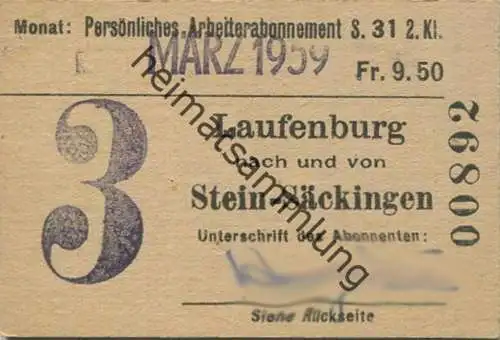 Monat: Persönliches Arbeiterabonnement S. 31 2. Kl.
MÄRZ 1959
Fr. 9.50
3
Laufenburg
nach und von
Stein-Säckingen
00892
Unterschrift des Abonnenten:
Siehe Rückseite
heimatsammlung